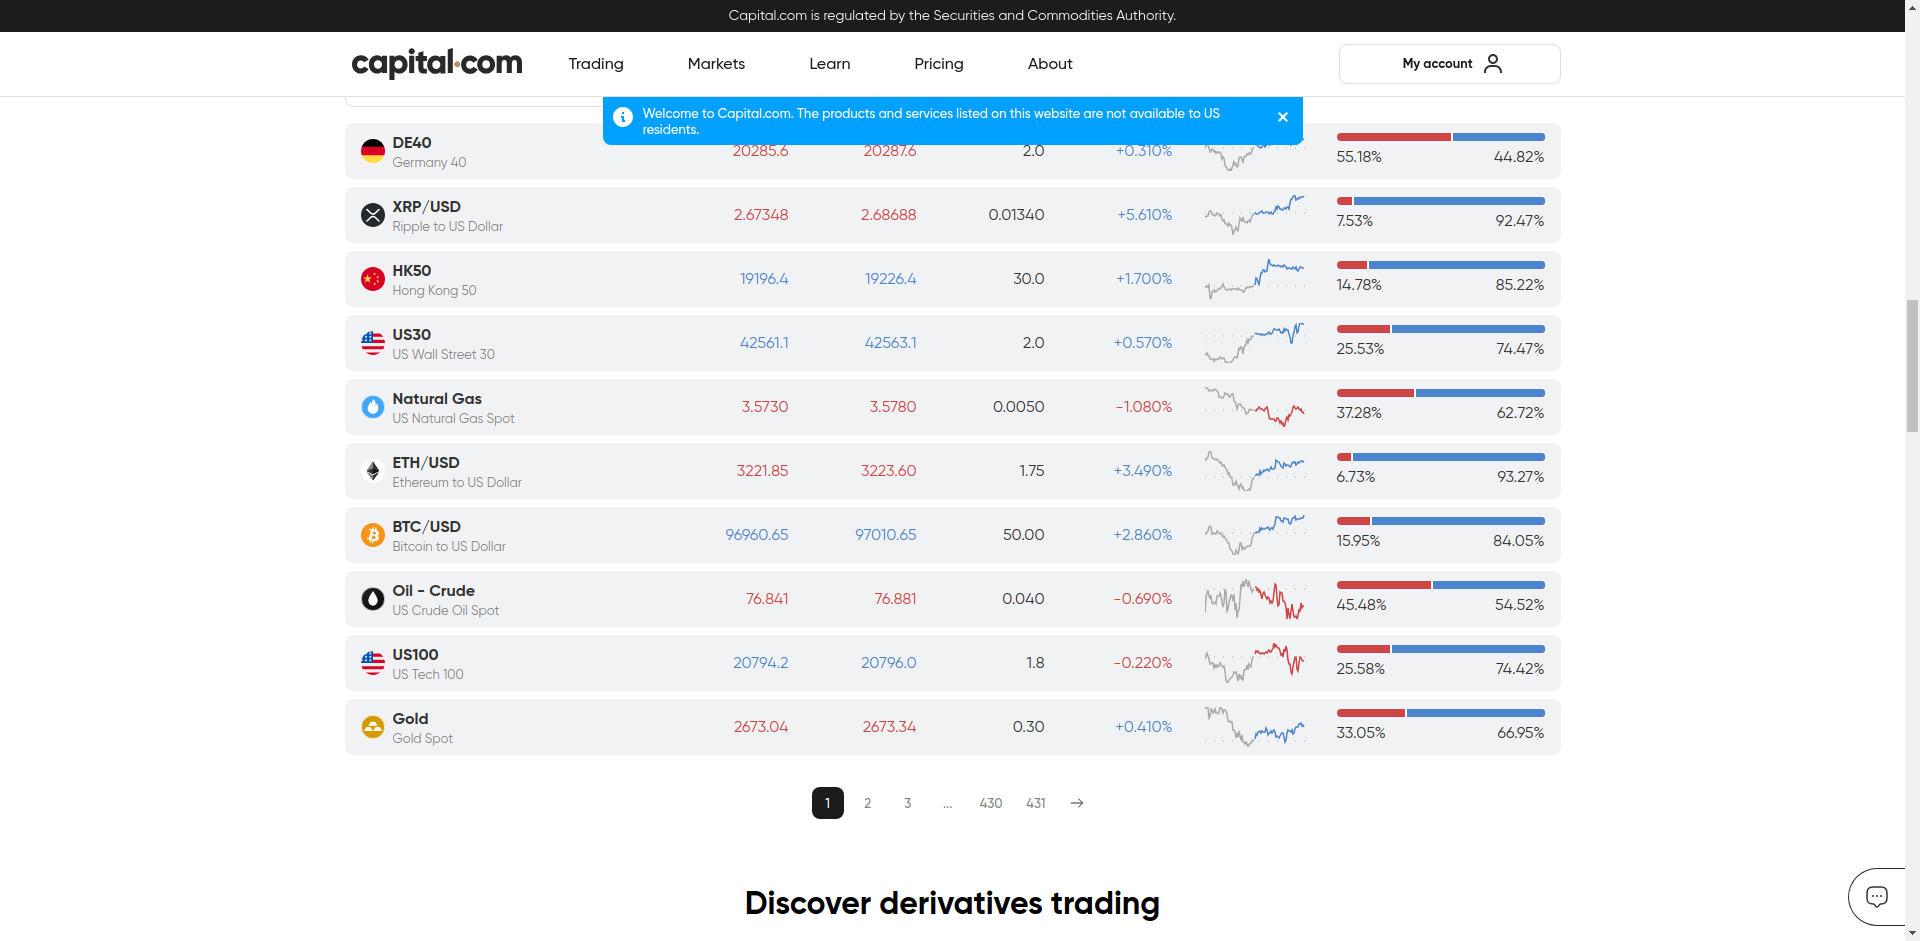 Capital.com is regulated by the Securities and Commodities Authority.
capital.com Trading Markets Learn Pricing About My account
Welcome to Capital.com. The products and services listed on this website are not available to US
residents.
DE40
Germany 40
20285.6 20287.6 2.0 +0.310% 55.18% 44.82%
XRP/USD
Ripple to US Dollar
2.67348 2.68688 0.01340 +5.610% 7.53% 92.47%
HK50
Hong Kong 50
19196.4 19226.4 30.0 +1.700% 14.78% 85.22%
US30
US Wall Street 30
42561.1 42563.1 2.0 +0.570% 25.53% 74.47%
Natural Gas
US Natural Gas Spot
3.5730 3.5780 0.0050 -1.080% 37.28% 62.72%
ETH/USD
Ethereum to US Dollar
3221.85 3223.60 1.75 +3.490% 6.73% 93.27%
BTC/USD
Bitcoin to US Dollar
96960.65 97010.65 50.00 +2.860% 15.95% 84.05%
Oil - Crude
US Crude Oil Spot
76.841 76.881 0.040 -0.690% 45.48% 54.52%
US100
US Tech 100
20794.2 20796.0 1.8 -0.220% 25.58% 74.42%
Gold
Gold Spot
2673.04 2673.34 0.30 +0.410% 33.05% 66.95%
1 2 3 ... 430 431
Discover derivatives trading